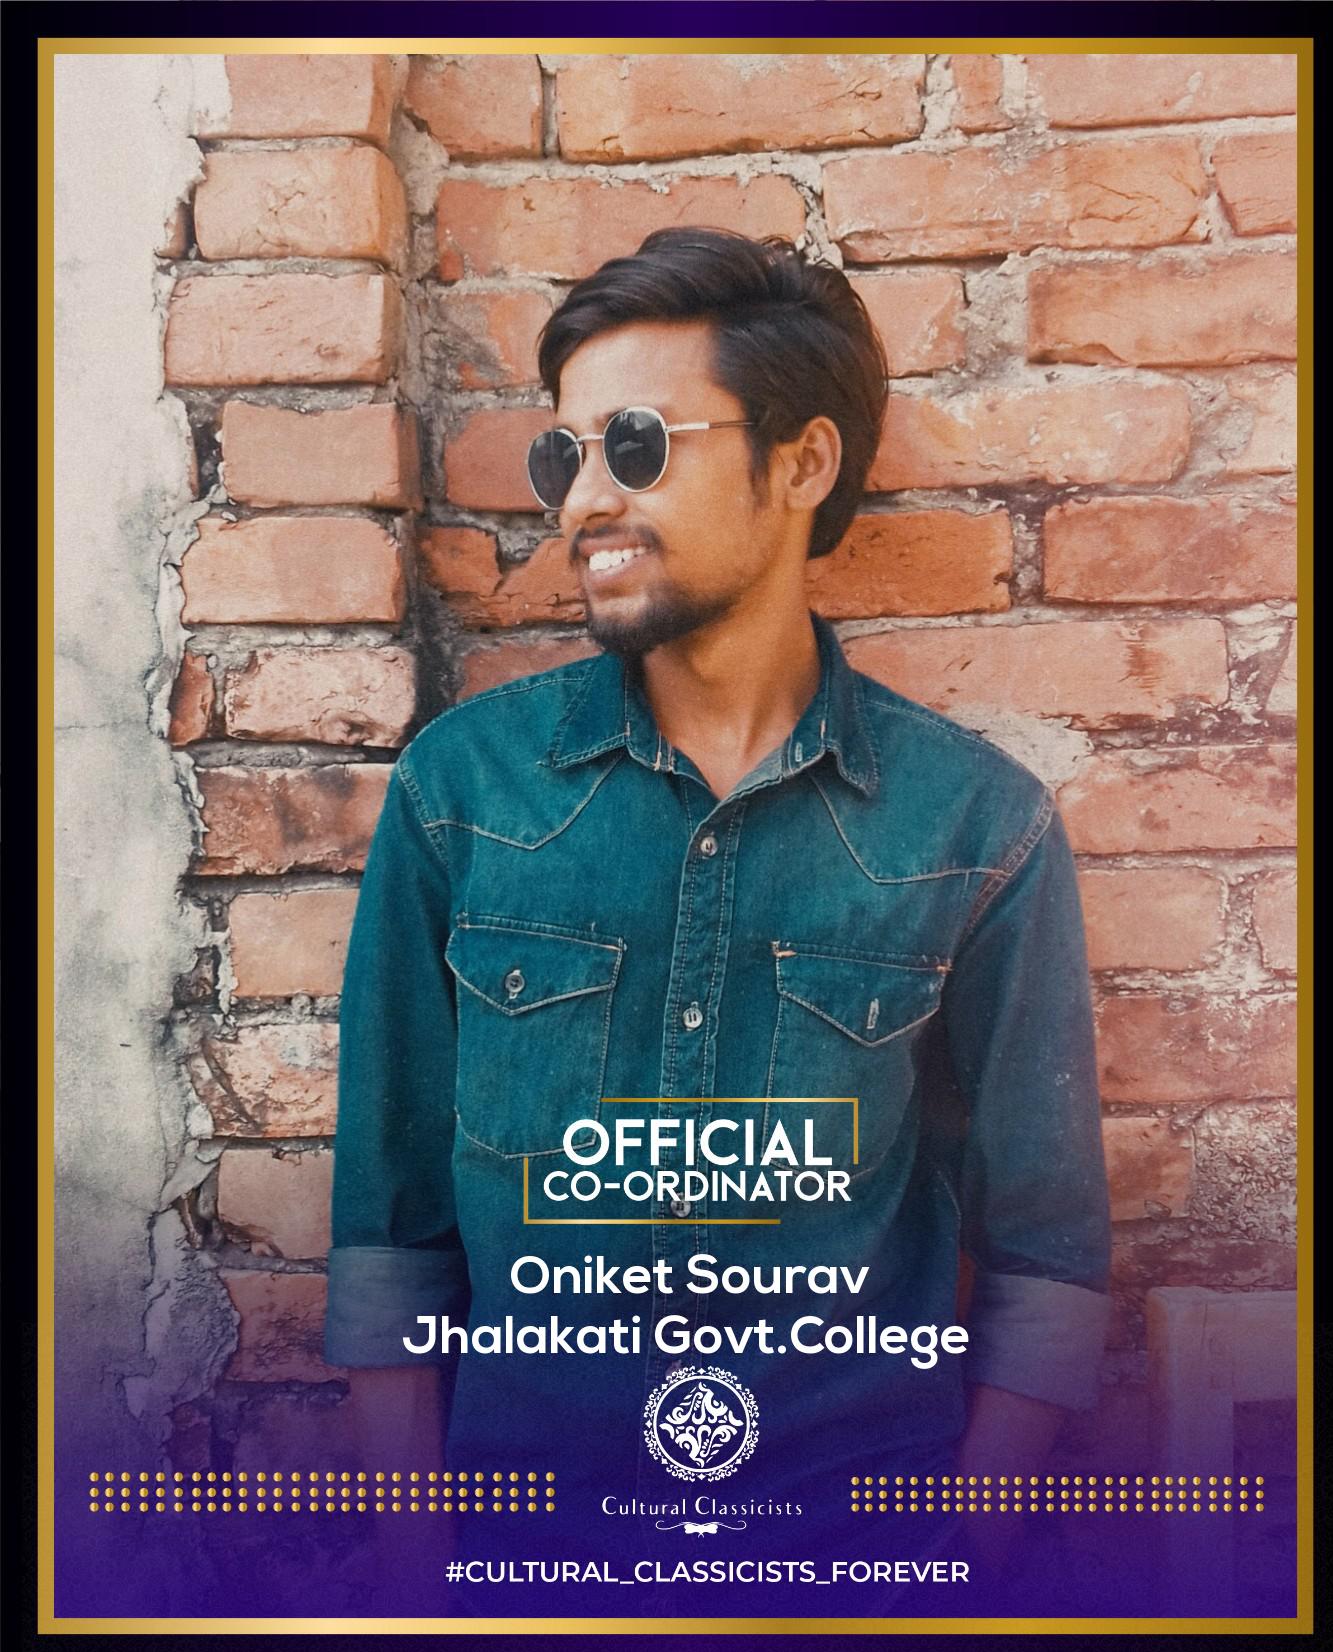 OFFICIAL
CO-ORDINATOR
Oniket Sourav
Jhalakati Govt.College
Cultural Classicists
#CULTURAL_CLASSICISTS_FOREVER